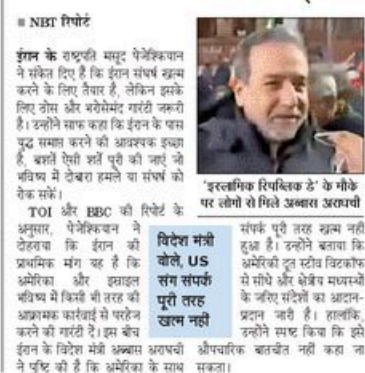 ■ NBT रिपोर्ट
ईरान के राष्ट्रपति मसूद पेजेश्कियान
ने संकेत दिए हैं कि ईरान संघर्ष खत्म
करने के लिए तैयार है, लेकिन इसके
लिए ठोस और भरोसेमंद गारंटी जरूरी
है। उन्होंने साफ कहा कि ईरान के पास
युद्ध समाप्त करने की आवश्यक इच्छा
है, बशर्ते ऐसी शर्तें पूरी की जाएं जो
भविष्य में दोबारा हमले या संघर्ष को
रोक सकें।
TOI और BBC की रिपोर्ट के
अनुसार, पेजेश्कियान ने
दोहराया कि ईरान की
प्राथमिक मांग यह है कि
अमेरिका और इस्राइल
भविष्य में किसी भी तरह की
आक्रामक कार्रवाई से परहेज
करने की गारंटी दें। इस बीच
ईरान के विदेश मंत्री अब्बास अराघची
ने पुष्टि की है कि अमेरिका के साथ
'इस्लामिक रिपब्लिक डे' के मौके
पर लोगों से मिले अब्बास अराघची
विदेश मंत्री
बोले, US
संग संपर्क
पूरी तरह
खत्म नहीं
संपर्क पूरी तरह खत्म नहीं
हुआ है। उन्होंने बताया कि
अमेरिकी दूत स्टीव विटकॉफ
से सीधे और क्षेत्रीय मध्यस्थों
के जरिए संदेशों का आदान-
प्रदान जारी है। हालांकि,
उन्होंने स्पष्ट किया कि इसे
औपचारिक बातचीत नहीं कहा जा
सकता।